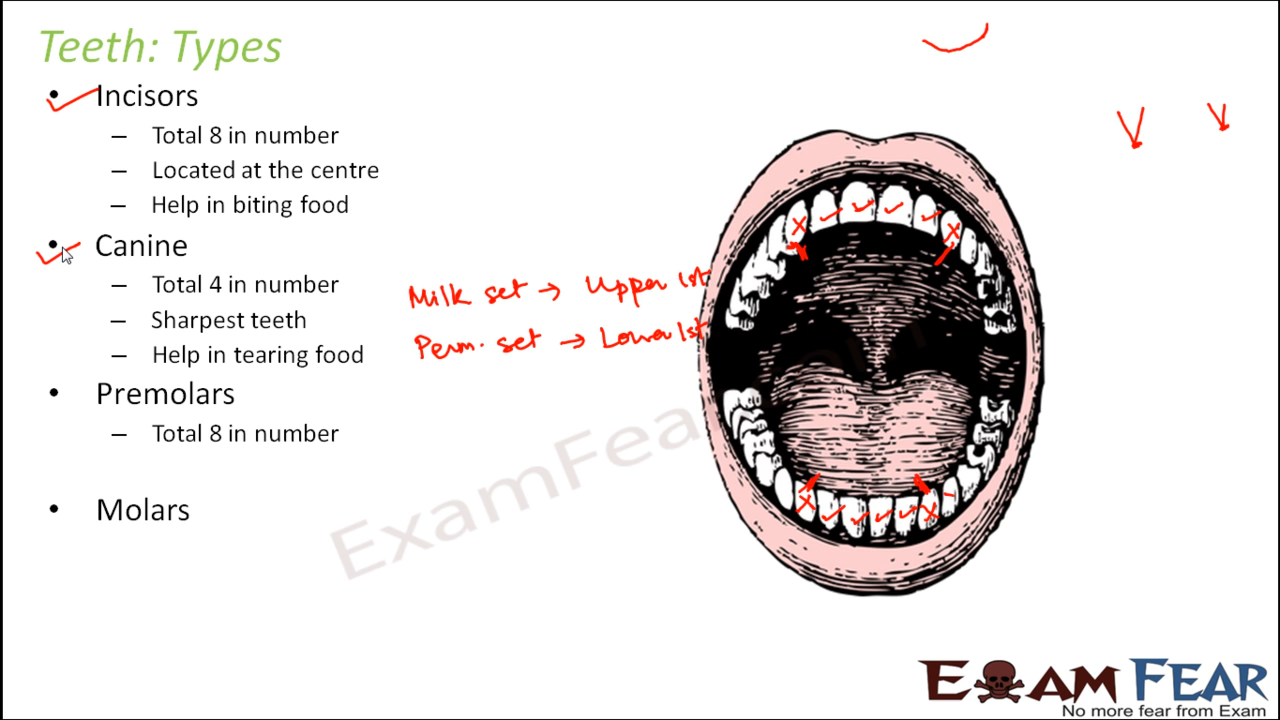 Teeth: Types
• Incisors
– Total 8 in number
– Located at the centre
– Help in biting food
• Canine
– Total 4 in number
– Sharpest teeth
– Help in tearing food
Milk set → Upper 1st
Perm. set → Lower 1st
• Premolars
– Total 8 in number
• Molars
ExamFear
EXAM FEAR
No more fear from Exam